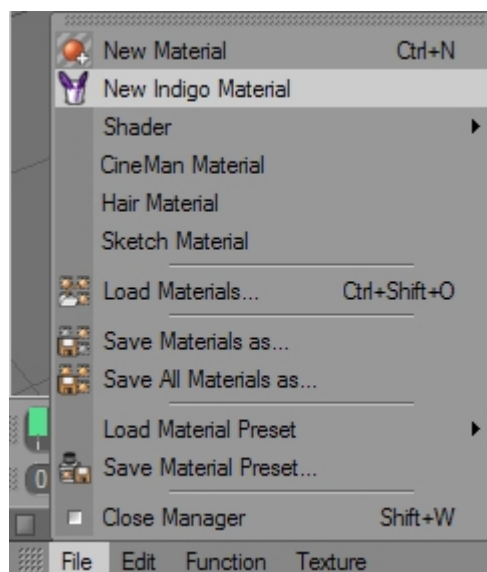 New Material Ctrl+N
New Indigo Material
Shader
CineMan Material
Hair Material
Sketch Material
Load Materials... Ctrl+Shift+O
Save Materials as...
Save All Materials as...
Load Material Preset
Save Material Preset...
Close Manager Shift+W
0
File Edit Function Texture